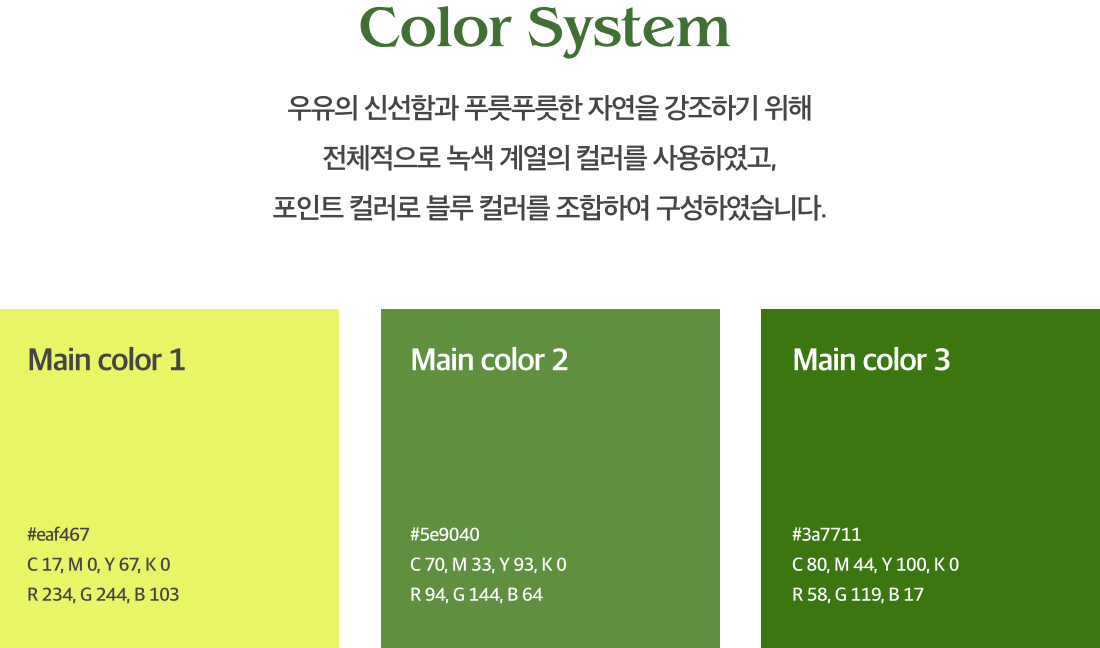 Color System
우유의 신선함과 푸릇푸릇한 자연을 강조하기 위해
전체적으로 녹색 계열의 컬러를 사용하였고,
포인트 컬러로 블루 컬러를 조합하여 구성하였습니다.
Main color 1
#eaf467
C 17, M 0, Y 67, K 0
R 234, G 244, B 103
Main color 2
#5e9040
C 70, M 33, Y 93, K 0
R 94, G 144, B 64
Main color 3
#3a7711
C 80, M 44, Y 100, K 0
R 58, G 119, B 17